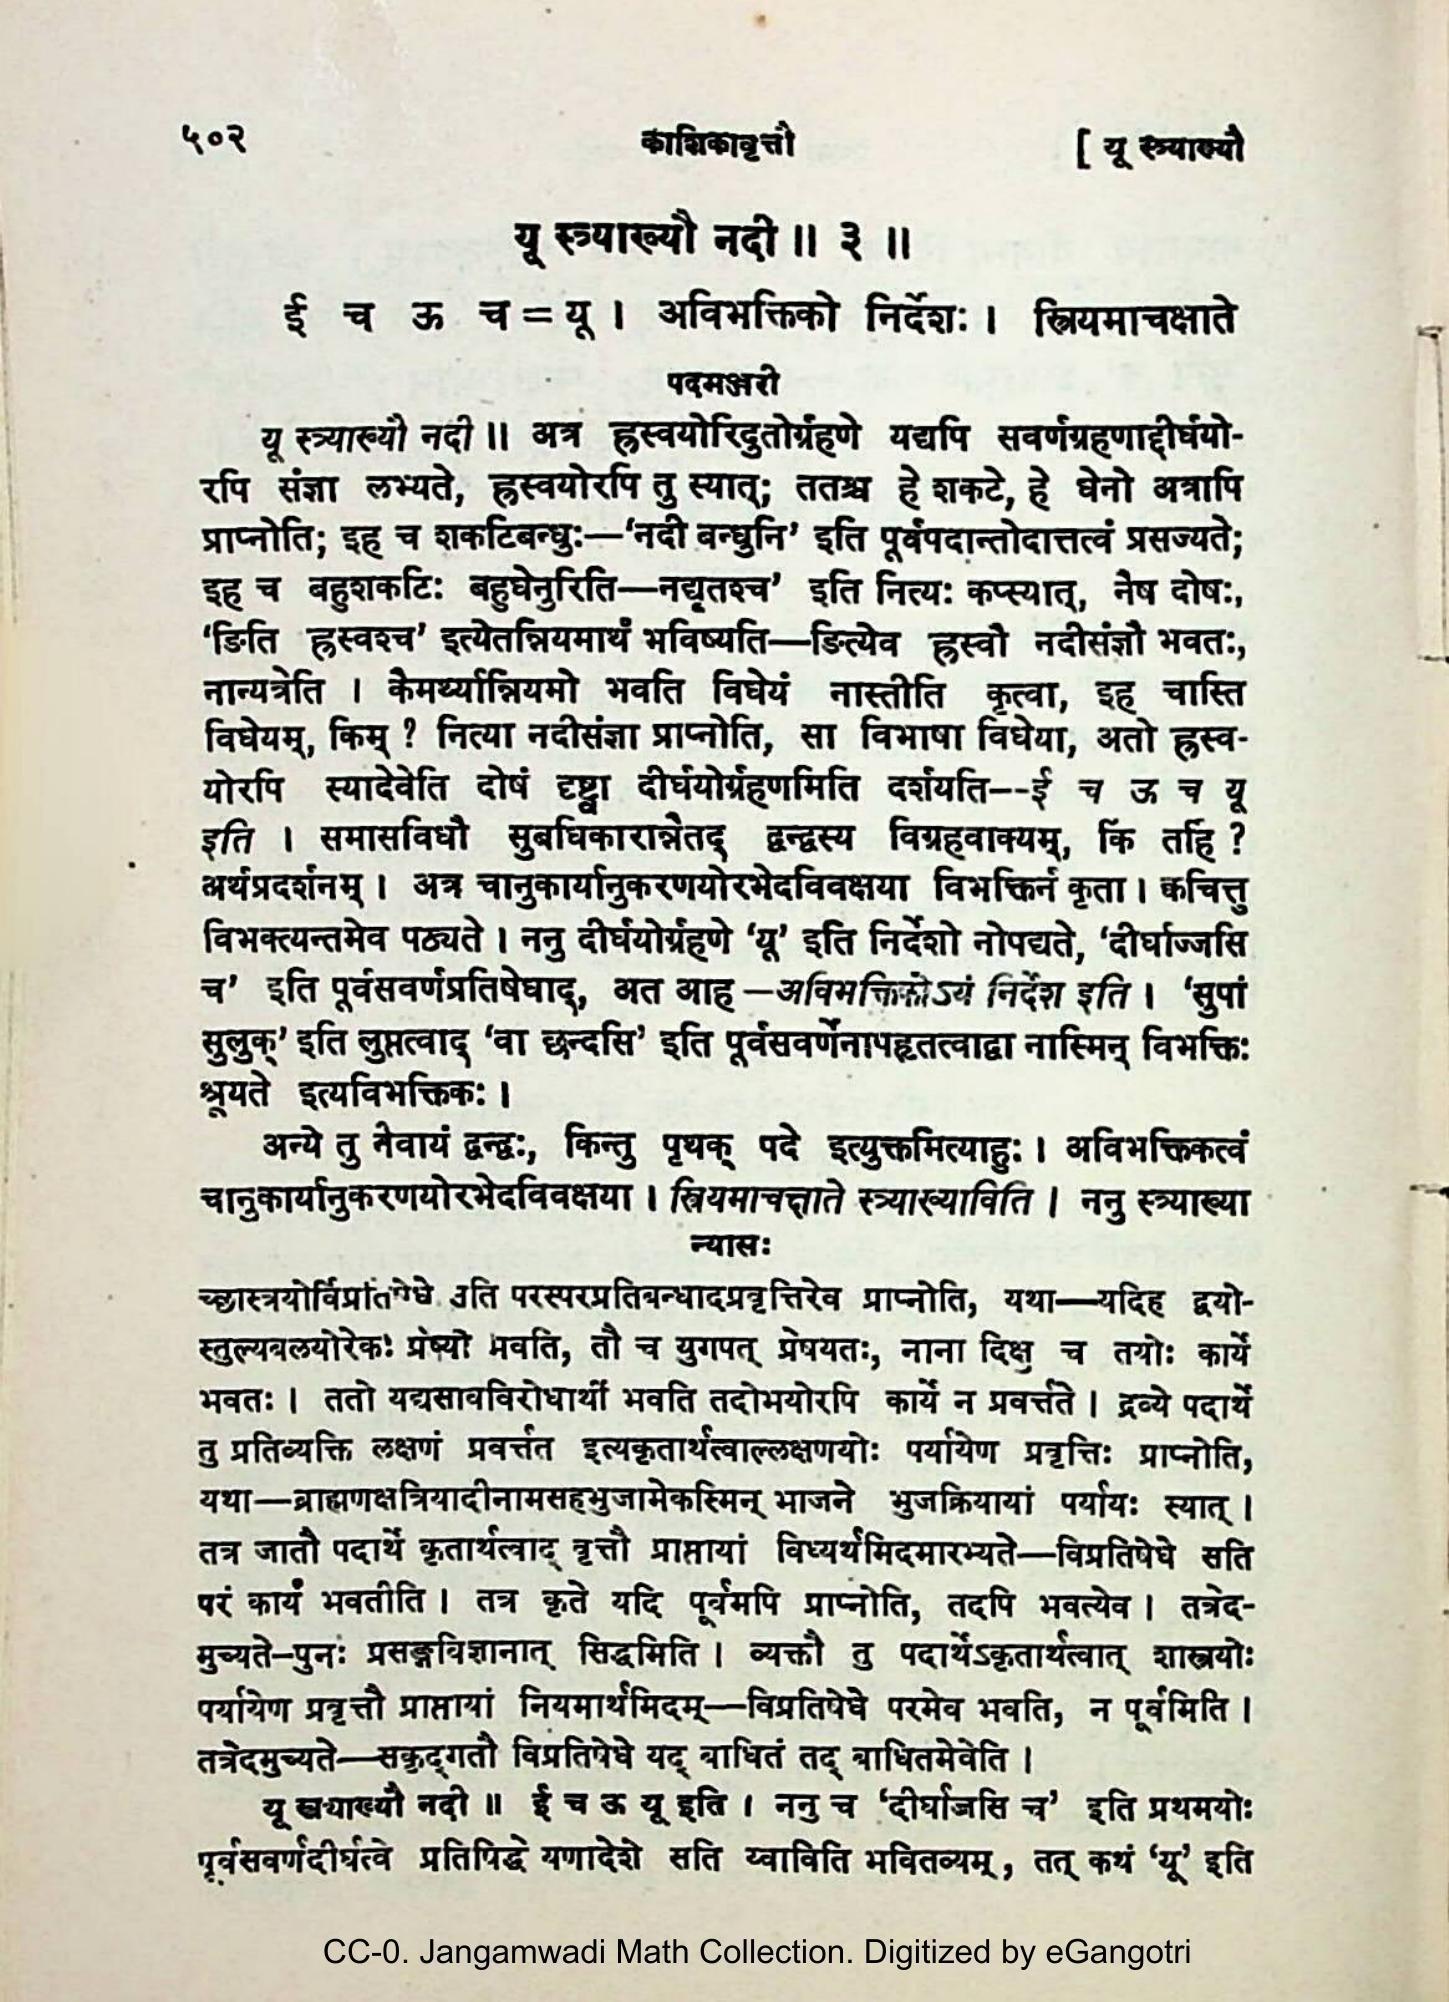 ५०२ काशिकावृत्तौ [ यू स्त्र्याख्यौ
यू स्त्र्याख्यौ नदी ॥ ३ ॥
ई च ऊ च = यू । अविभक्तिको निर्देशः । स्त्रियमाचक्षाते
पदमञ्जरी
यू स्त्र्याख्यौ नदी ॥ अत्र ह्रस्वयोरिदुतोर्ग्रहणे यद्यपि सवर्णग्रहणाद्दीर्घयो-
रपि संज्ञा लभ्यते, ह्रस्वयोरपि तु स्यात्; ततश्च हे शकटे, हे धेनो अत्रापि
प्राप्नोति; इह च शकटिबन्धुः—‘नदी बन्धुनि’ इति पूर्वपदान्तोदात्तत्वं प्रसज्यते;
इह च बहुशकटिः बहुधेनुरिति—नद्यृतश्च’ इति नित्यः कप्स्यात्, नैष दोषः,
‘ङिति ह्रस्वश्च’ इत्येतन्नियमार्थं भविष्यति—ङित्येव ह्रस्वौ नदीसंज्ञौ भवतः,
नान्यत्रेति । कैमर्थ्यान्नियमो भवति विधेयं नास्तीति कृत्वा, इह चास्ति
विधेयम्, किम् ? नित्या नदीसंज्ञा प्राप्नोति, सा विभाषा विधेया, अतो ह्रस्व-
योरपि स्यादेवेति दोषं दृष्ट्वा दीर्घयोर्ग्रहणमिति दर्शयति--ई च ऊ च यू
इति । समासविधौ सुबधिकारान्नैतद् द्वन्द्वस्य विग्रहवाक्यम्, किं तर्हि ?
अर्थप्रदर्शनम् । अत्र चानुकार्यानुकरणयोरभेदविवक्षया विभक्तिर्न कृता । क्वचित्तु
विभक्त्यन्तमेव पठ्यते । ननु दीर्घयोर्ग्रहणे ‘यू’ इति निर्देशो नोपद्यते, ‘दीर्घाज्जसि
च’ इति पूर्वसवर्णप्रतिषेधाद्, अत आह—अविभक्तिकोऽयं निर्देश इति । ‘सुपां
सुलुक्’ इति लुप्तत्वाद् ‘वा छन्दसि’ इति पूर्वसवर्णेनापहृतत्वाद्वा नास्मिन् विभक्तिः
श्रूयते इत्यविभक्तिकः ।
अन्ये तु नैवायं द्वन्द्वः, किन्तु पृथक् पदे इत्युक्तमित्याहुः । अविभक्तिकत्वं
चानुकार्यानुकरणयोरभेदविवक्षया । स्त्रियमाचक्षाते स्त्र्याख्याविति । ननु स्त्र्याख्या
न्यासः
च्छास्त्रयोर्विप्रतिषेधे इति परस्परप्रतिबन्धादप्रवृत्तिरेव प्राप्नोति, यथा—यदिह द्वयो-
स्तुल्यबलयोरेकः प्रेष्यो भवति, तौ च युगपत् प्रेषयतः, नाना दिक्षु च तयोः कार्ये
भवतः । ततो यद्यसावविरोधार्थी भवति तदोभयोरपि कार्ये न प्रवर्त्तते । द्रव्ये पदार्थे
तु प्रतिव्यक्ति लक्षणं प्रवर्त्तत इत्यकृतार्थत्वाल्लक्षणयोः पर्यायेण प्रवृत्तिः प्राप्नोति,
यथा—ब्राह्मणक्षत्रियादीनामसहभुजामेकस्मिन् भाजने भुजक्रियायां पर्यायः स्यात् ।
तत्र जातौ पदार्थे कृतार्थत्वाद् वृत्तौ प्राप्तायां विध्यर्थमिदमारभ्यते—विप्रतिषेधे सति
परं कार्यं भवतीति । तत्र कृते यदि पूर्वमपि प्राप्नोति, तदपि भवत्येव । तत्रेद-
मुच्यते–पुनः प्रसङ्गविज्ञानात् सिद्धमिति । व्यक्तौ तु पदार्थेऽकृतार्थत्वात् शास्त्रयोः
पर्यायेण प्रवृत्तौ प्राप्तायां नियमार्थमिदम्—विप्रतिषेधे परमेव भवति, न पूर्वमिति ।
तत्रेदमुच्यते—सकृद्गतौ विप्रतिषेधे यद् बाधितं तद् बाधितमेवेति ।
यू स्त्र्याख्यौ नदी ॥ ई च ऊ यू इति । ननु च ‘दीर्घाजसि च’ इति प्रथमयोः
पूर्वसवर्णदीर्घत्वे प्रतिषिद्धे यणादेशे सति य्वाविति भवितव्यम्, तत् कथं ‘यू’ इति
CC-0. Jangamwadi Math Collection. Digitized by eGangotri